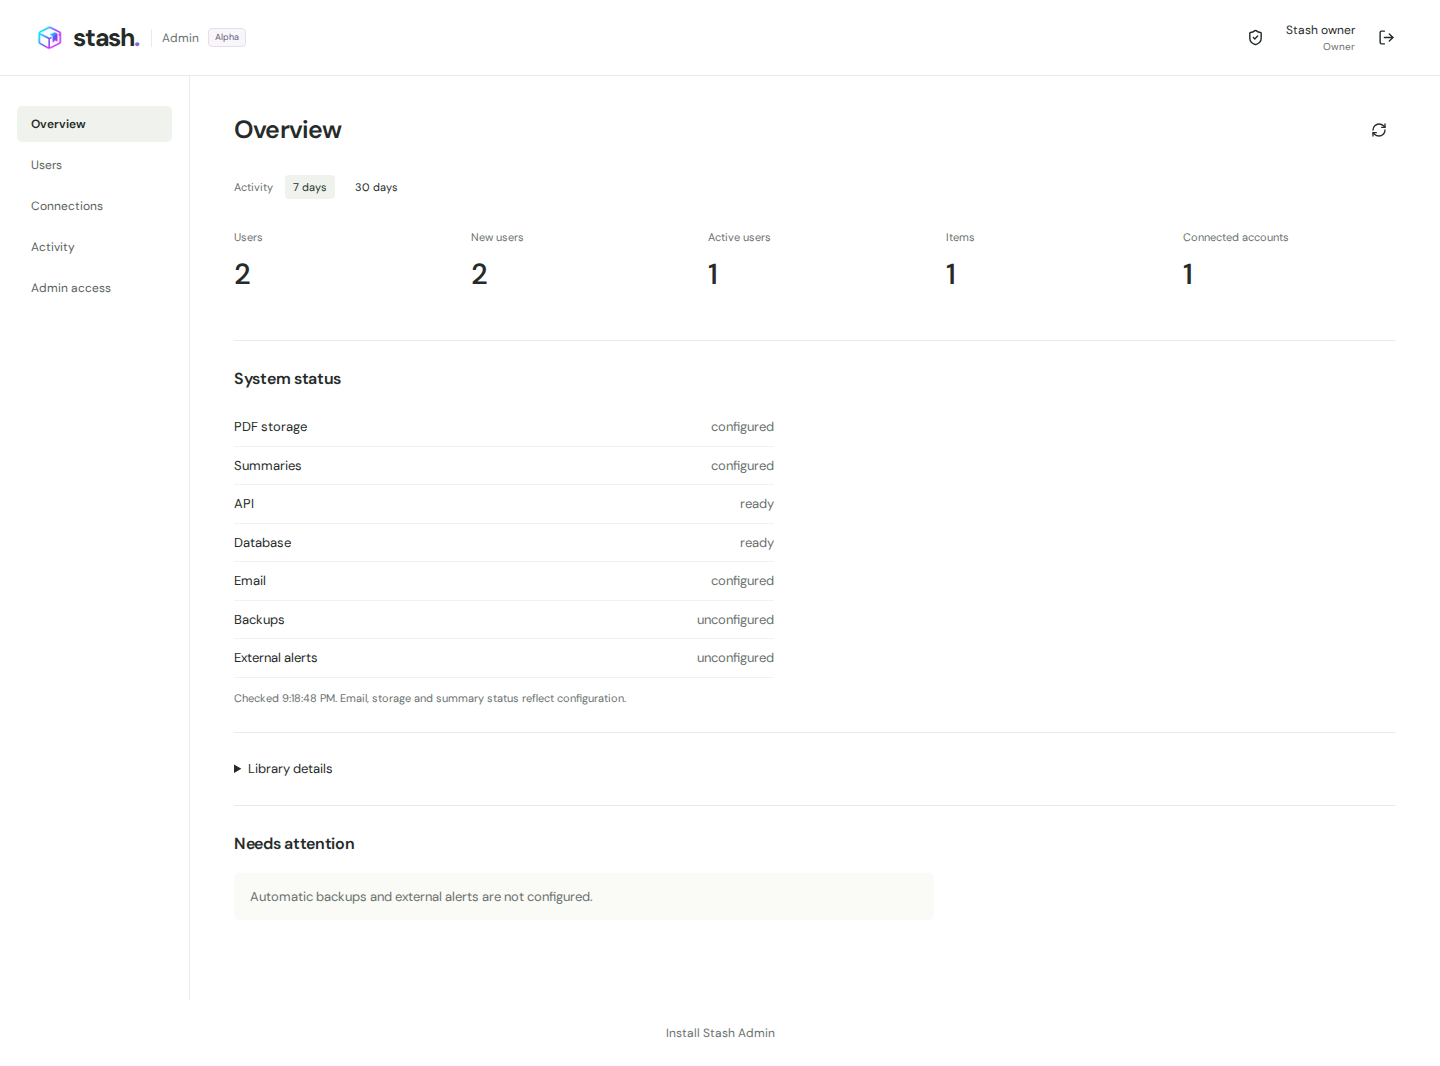 stash.
Admin
Alpha
Stash owner
Owner
Overview
Users
Connections
Activity
Admin access
Overview
Activity
7 days
30 days
Users
New users
Active users
Items
Connected accounts
2
2
1
1
1
System status
PDF storage
configured
Summaries
configured
API
ready
Database
ready
Email
configured
Backups
unconfigured
External alerts
unconfigured
Checked 9:18:48 PM. Email, storage and summary status reflect configuration.
Library details
Needs attention
Automatic backups and external alerts are not configured.
Install Stash Admin